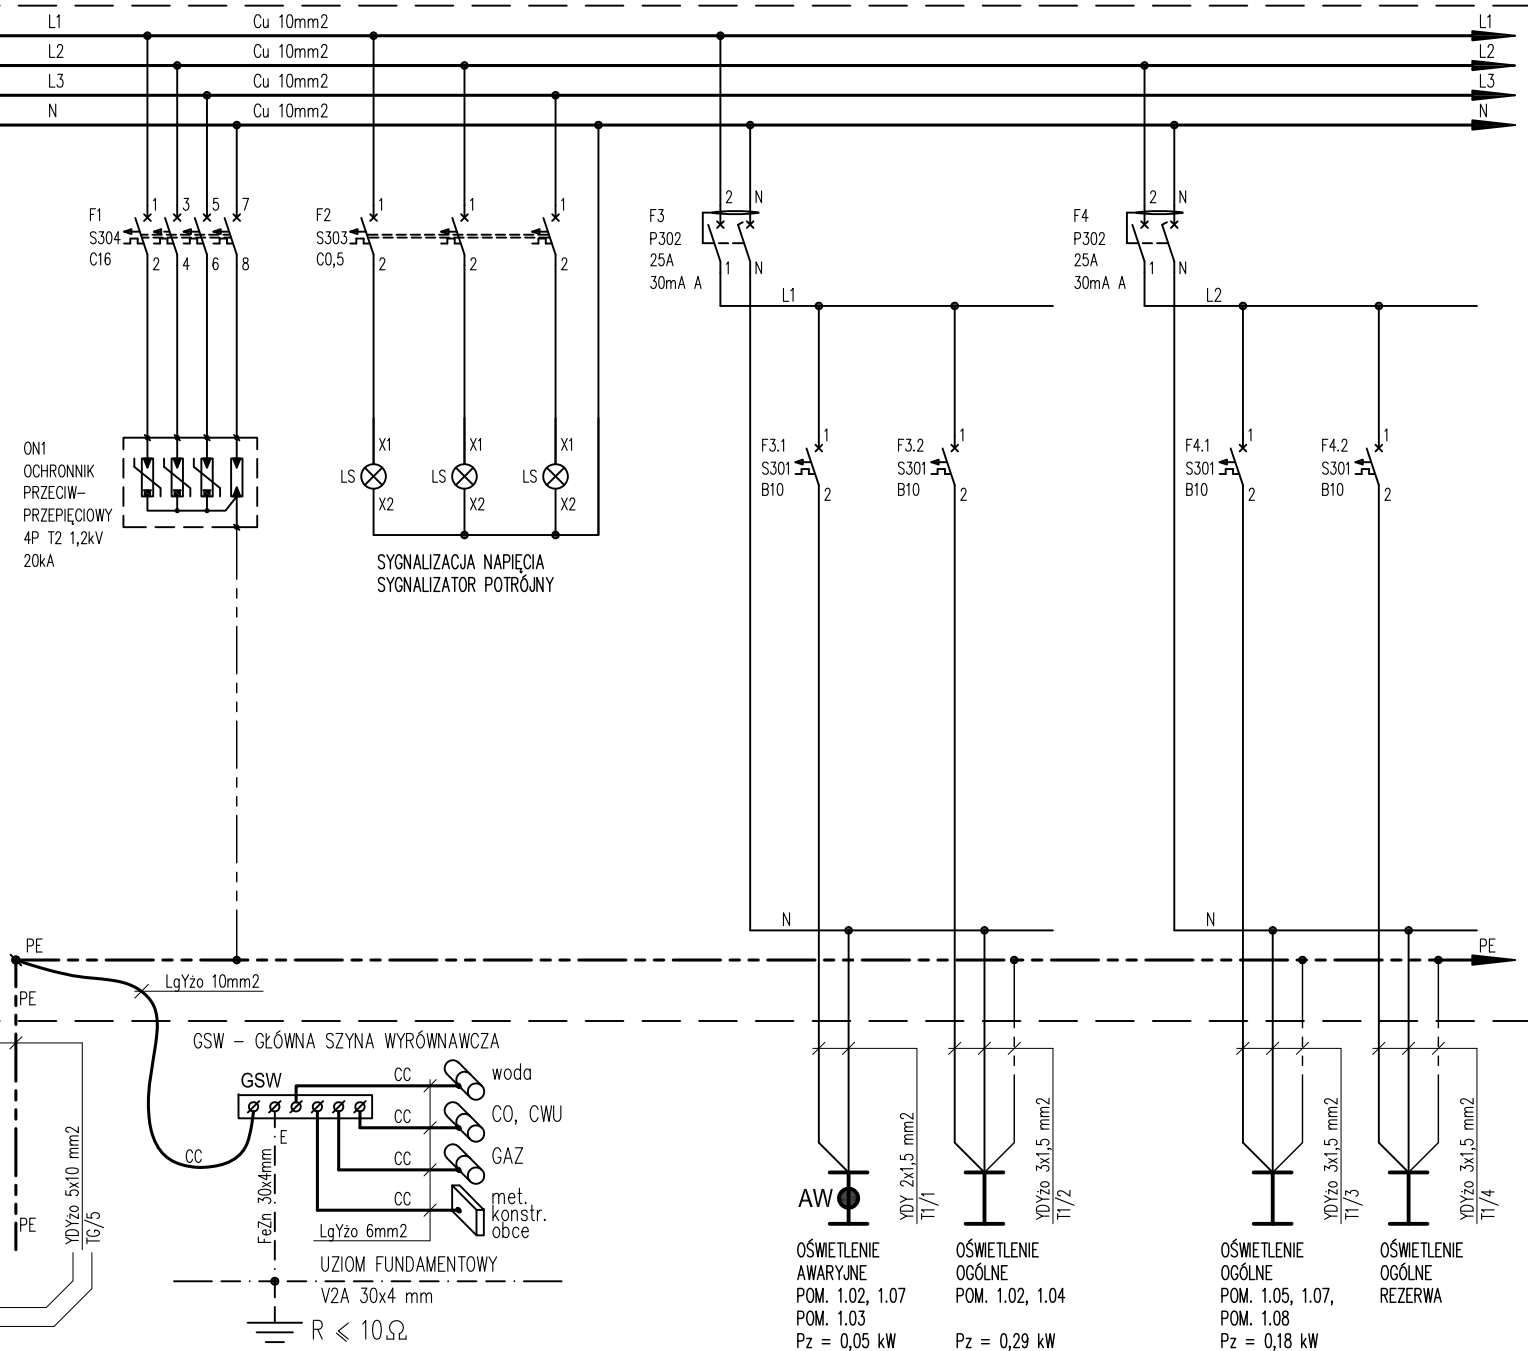 L1 Cu 10mm2 L1
L2 Cu 10mm2 L2
L3 Cu 10mm2 L3
N Cu 10mm2 N
F1
S304
C16
1 3 5 7
2 4 6 8
F2
S303
C0,5
1 1 1
2 2 2
F3
P302
25A
30mA A
2 N
1 N
F4
P302
25A
30mA A
2 N
1 N
L1
L2
ON1
OCHRONNIK
PRZECIW–
PRZEPIĘCIOWY
4P T2 1,2kV
20kA
X1 X1 X1
LS LS LS
X2 X2 X2
SYGNALIZACJA NAPIĘCIA
SYGNALIZATOR POTRÓJNY
F3.1
S301
B10
1
2
F3.2
S301
B10
1
2
F4.1
S301
B10
1
2
F4.2
S301
B10
1
2
N
N
PE
PE
PE
PE
LgYżo 10mm2
YDYżo 5x10 mm2
TG/5
GSW – GŁÓWNA SZYNA WYRÓWNAWCZA
GSW
CC
E
FeZn 30x4mm
CC woda
CC CO, CWU
CC GAZ
CC met.
konstr.
obce
LgYżo 6mm2
UZIOM FUNDAMENTOWY
V2A 30x4 mm
R ⩽ 10Ω
YDY 2x1,5 mm2
T1/1
YDYżo 3x1,5 mm2
T1/2
YDYżo 3x1,5 mm2
T1/3
YDYżo 3x1,5 mm2
T1/4
AW
OŚWIETLENIE
AWARYJNE
POM. 1.02, 1.07
POM. 1.03
Pz = 0,05 kW
OŚWIETLENIE
OGÓLNE
POM. 1.02, 1.04
Pz = 0,29 kW
OŚWIETLENIE
OGÓLNE
POM. 1.05, 1.07,
POM. 1.08
Pz = 0,18 kW
OŚWIETLENIE
OGÓLNE
REZERWA